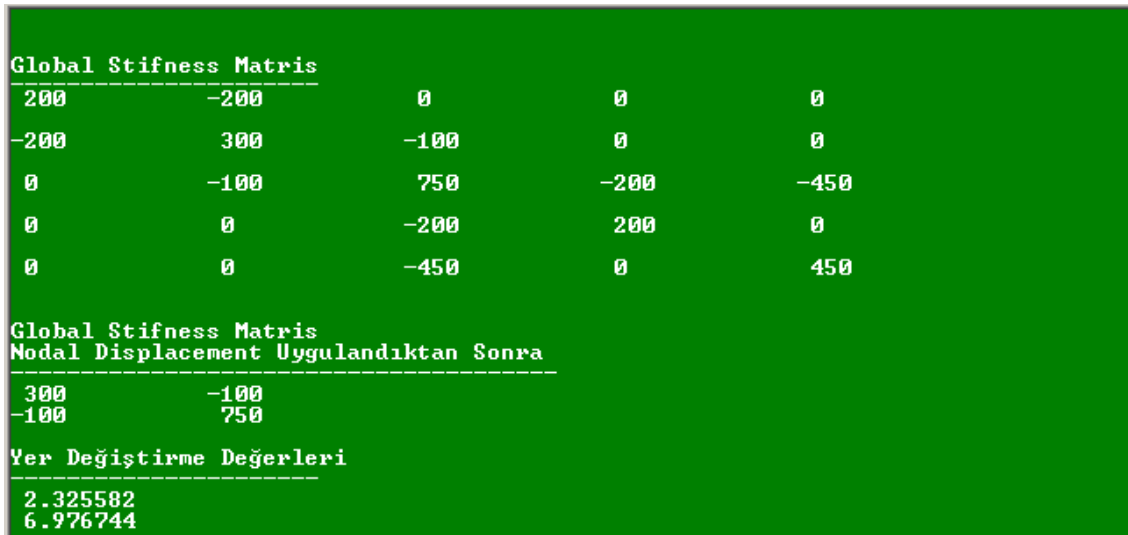 Global Stifness Matris
----------------------
200 -200 0 0 0
-200 300 -100 0 0
0 -100 750 -200 -450
0 0 -200 200 0
0 0 -450 0 450
Global Stifness Matris
Nodal Displacement Uygulandıktan Sonra
---------------------------------------
300 -100
-100 750
Yer Değiştirme Değerleri
----------------------
2.325582
6.976744